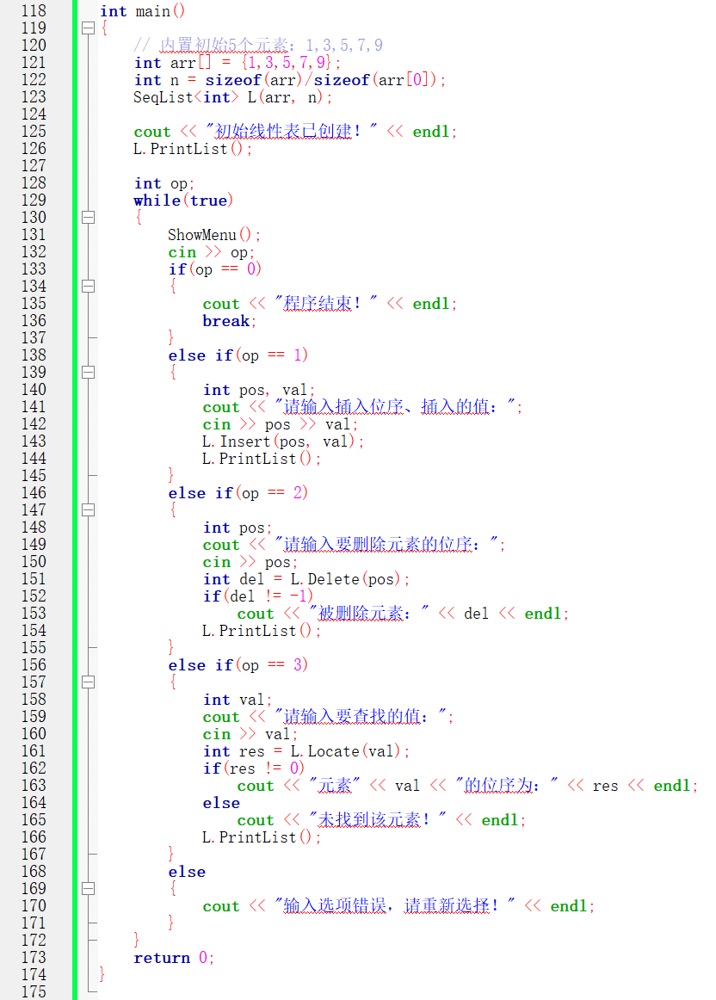 118 int main()
119 {
120     // 内置初始5个元素：1,3,5,7,9
121     int arr[] = {1,3,5,7,9};
122     int n = sizeof(arr)/sizeof(arr[0]);
123     SeqList<int> L(arr, n);
124
125     cout << "初始线性表已创建！" << endl;
126     L.PrintList();
127
128     int op;
129     while(true)
130     {
131         ShowMenu();
132         cin >> op;
133         if(op == 0)
134         {
135             cout << "程序结束！" << endl;
136             break;
137         }
138         else if(op == 1)
139         {
140             int pos, val;
141             cout << "请输入插入位序、插入的值：";
142             cin >> pos >> val;
143             L.Insert(pos, val);
144             L.PrintList();
145         }
146         else if(op == 2)
147         {
148             int pos;
149             cout << "请输入要删除元素的位序：";
150             cin >> pos;
151             int del = L.Delete(pos);
152             if(del != -1)
153                 cout << "被删除元素：" << del << endl;
154             L.PrintList();
155         }
156         else if(op == 3)
157         {
158             int val;
159             cout << "请输入要查找的值：";
160             cin >> val;
161             int res = L.Locate(val);
162             if(res != 0)
163                 cout << "元素" << val << "的位序为：" << res << endl;
164             else
165                 cout << "未找到该元素！" << endl;
166             L.PrintList();
167         }
168         else
169         {
170             cout << "输入选项错误，请重新选择！" << endl;
171         }
172     }
173     return 0;
174 }
175